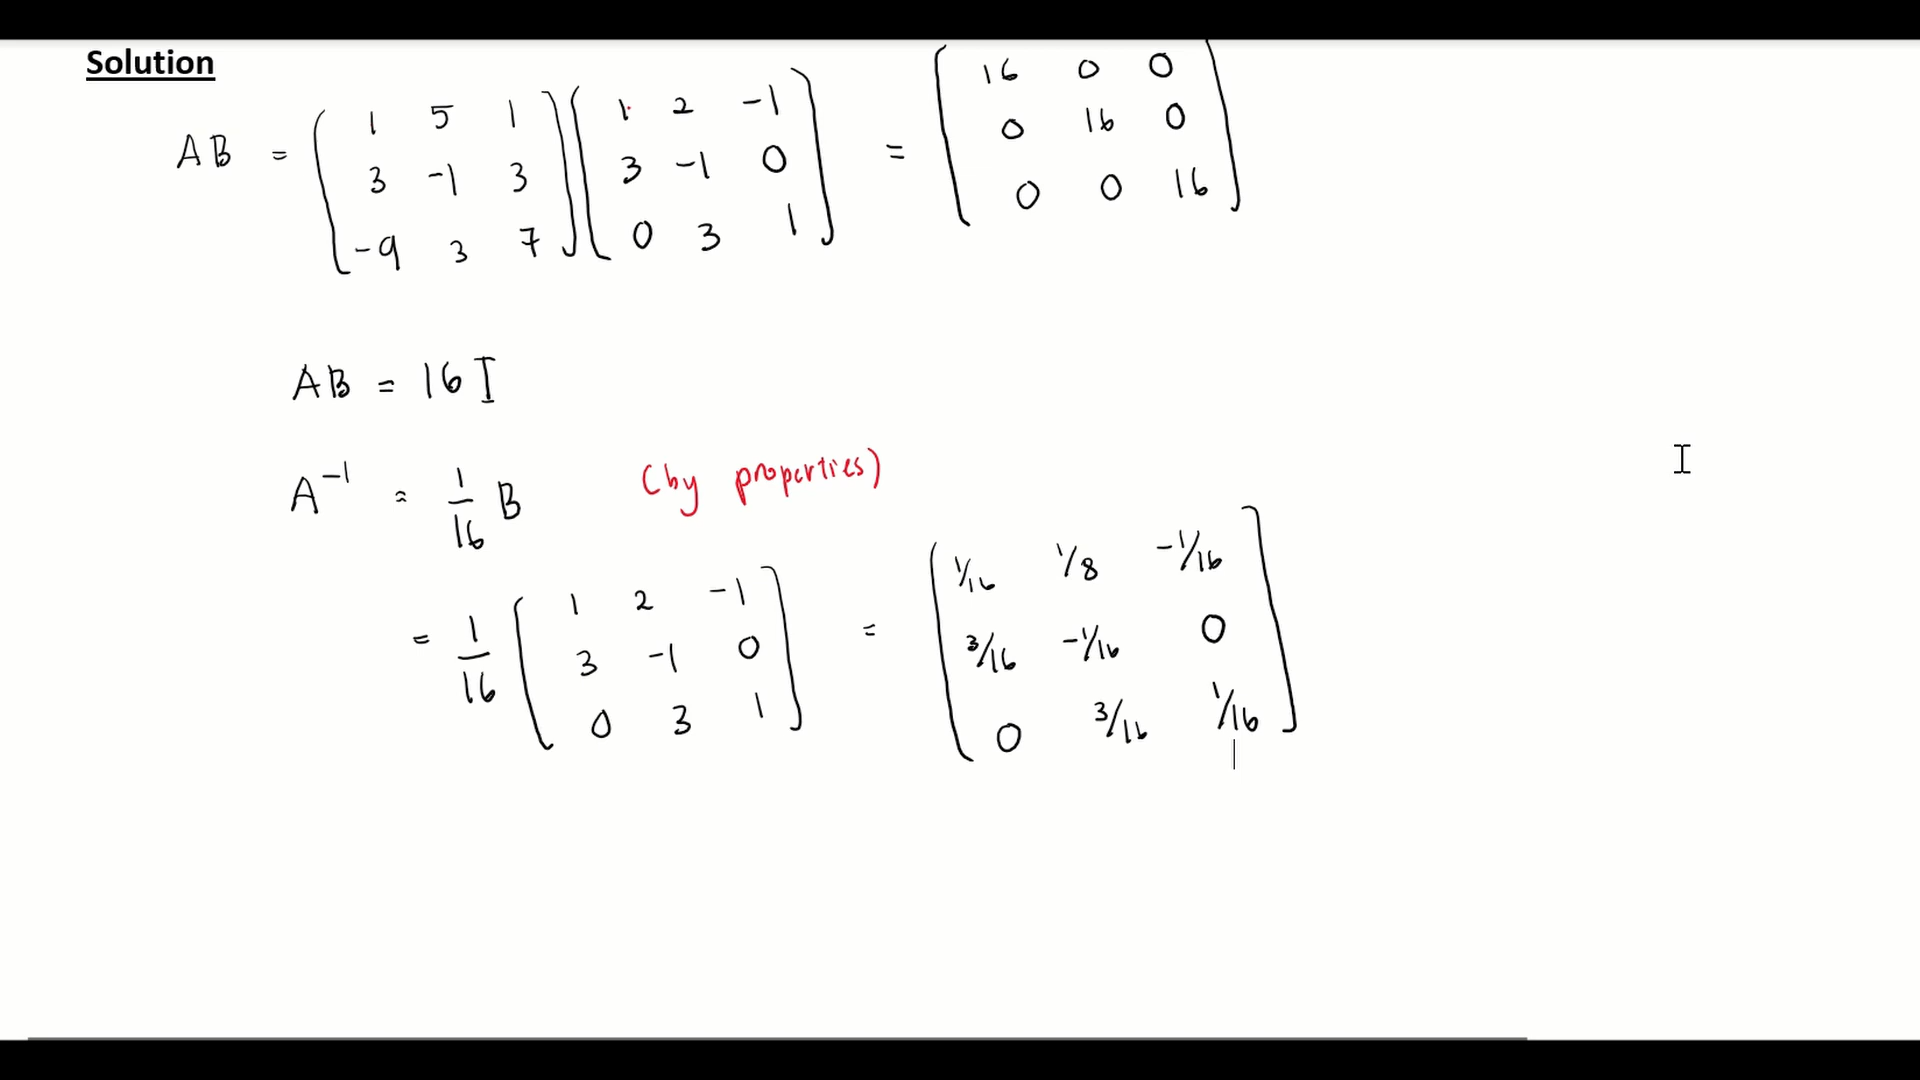 Solution
AB = [1 5 1; 3 -1 3; -9 3 7] [1 2 -1; 3 -1 0; 0 3 1] = [16 0 0; 0 16 0; 0 0 16]
AB = 16I
A⁻¹ = 1/16 B (by properties)
= 1/16 [1 2 -1; 3 -1 0; 0 3 1] = [1/16 1/8 -1/16; 3/16 -1/16 0; 0 3/16 1/16]